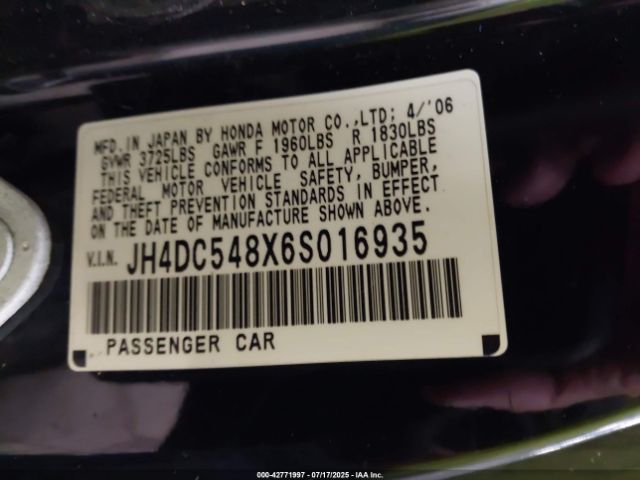 MFD.IN JAPAN BY HONDA MOTOR CO.,LTD; 4/'06
GVWR 3725LBS GAWR F 1960LBS R 1830LBS
THIS VEHICLE CONFORMS TO ALL APPLICABLE
FEDERAL MOTOR VEHICLE SAFETY, BUMPER,
AND THEFT PREVENTION STANDARDS IN EFFECT
ON THE DATE OF MANUFACTURE SHOWN ABOVE.
V.I.N. JH4DC548X6S016935
PASSENGER CAR
000-42771997 - 07/17/2025 - IAA Inc.